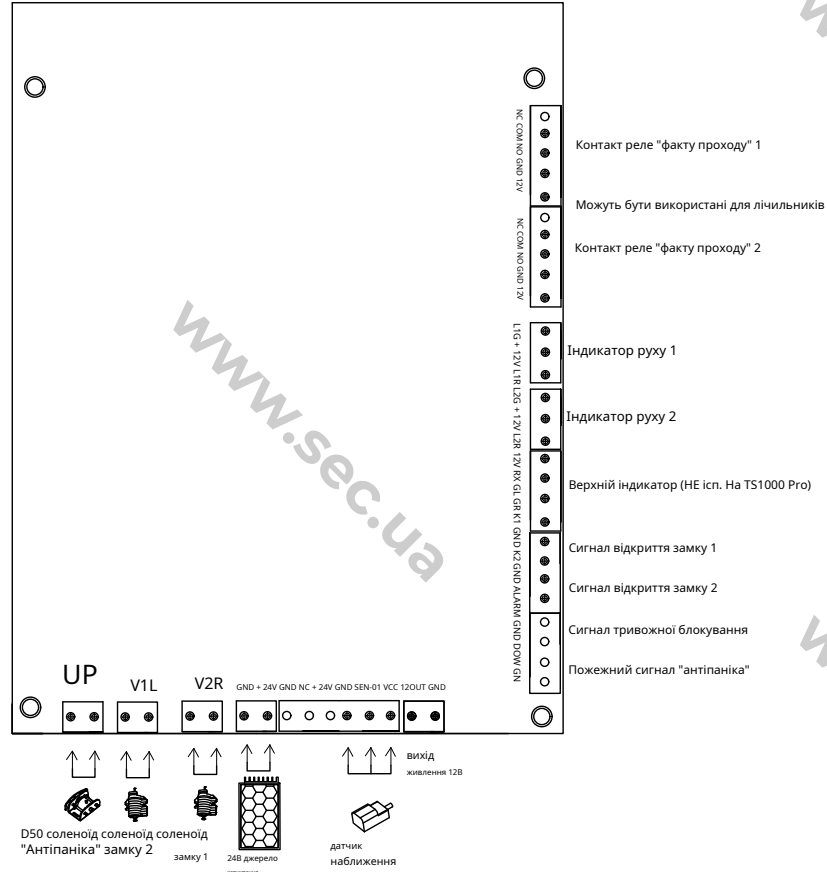 NC COM NO GND 12V
Контакт реле "факту проходу" 1
Можуть бути використані для лічильників
NC COM NO GND 12V
Контакт реле "факту проходу" 2
L1G + 12V L1R L2G + 12V L2R 12V RX GL GR K1 GND K2 GND ALARM GND DOW GN
Індикатор руху 1
Індикатор руху 2
Верхній індикатор (НЕ ісп. На TS1000 Pro)
Сигнал відкриття замку 1
Сигнал відкриття замку 2
Сигнал тривожної блокування
Пожежний сигнал "антіпаніка"
www.sec.ua
UP
V1L
V2R
GND + 24V GND NC + 24V GND SEN-01 VCC 12OUT GND
вихід
живлення 12В
D50 соленоїд соленоїд соленоїд
"Антіпаніка" замку 2
замку 1
24В джерело
датчик
наближення